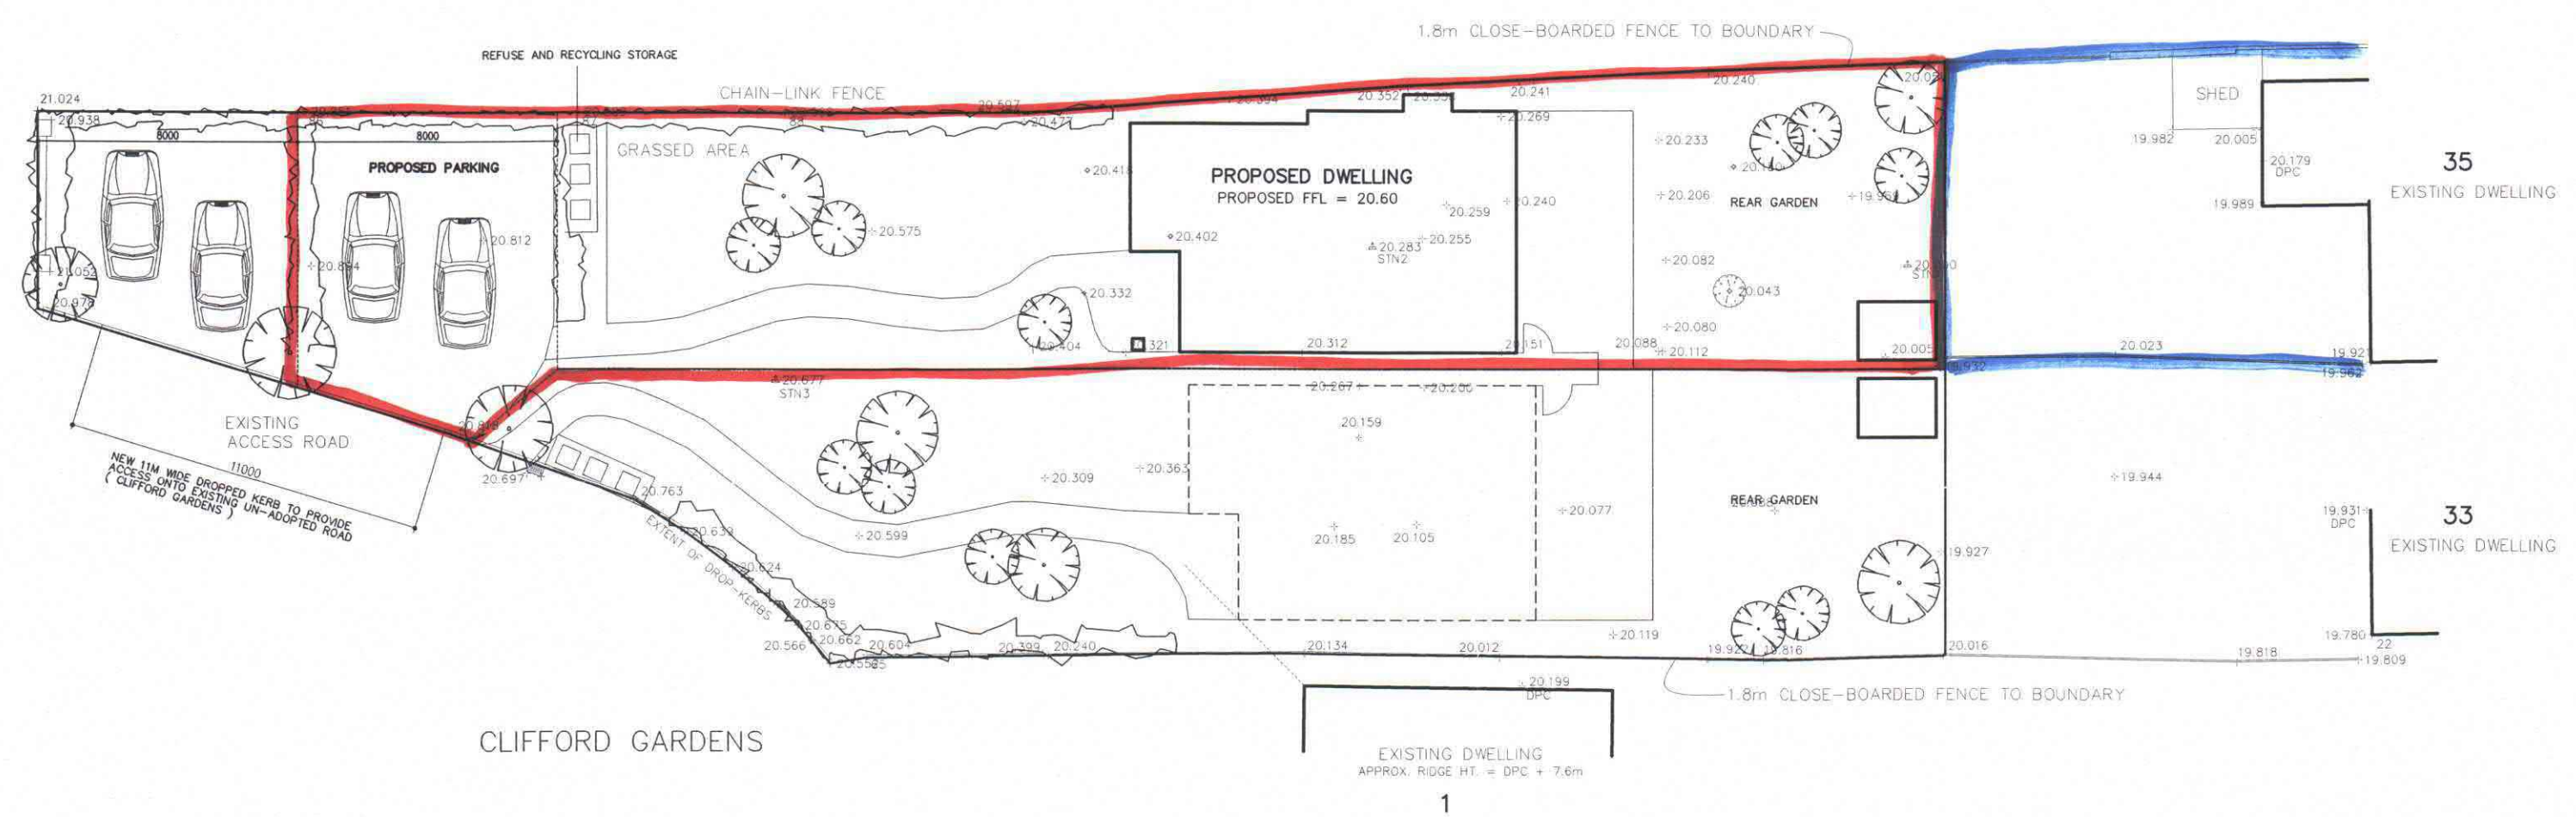 1.8m CLOSE-BOARDED FENCE TO BOUNDARY
REFUSE AND RECYCLING STORAGE
CHAIN-LINK FENCE
21.024
20.938
8000
8000
PROPOSED PARKING
GRASSED AREA
20.597
20.477
20.352
20.241
20.269
20.240
SHED
19.982
20.005
20.179
DPC
35
EXISTING DWELLING
PROPOSED DWELLING
PROPOSED FFL = 20.60
20.233
20.206
REAR GARDEN
19.989
20.259
20.240
20.575
20.812
20.402
20.283
STN2
20.255
20.082
21.052
20.978
20.332
20.043
20.080
20.404
20.312
20.151
20.088
20.112
20.005
20.023
19.932
19.962
20.677
STN3
20.267
20.159
EXISTING
ACCESS ROAD
11000
NEW 11M WIDE DROPPED KERB TO PROVIDE
ACCESS ONTO EXISTING UN-ADOPTED ROAD
( CLIFFORD GARDENS )
20.697
20.763
20.639
EXTENT OF DROP-KERBS
20.624
20.589
20.675
20.662
20.566
20.604
20.399
20.240
20.309
20.363
20.599
20.185
20.105
20.077
REAR GARDEN
19.944
19.931
DPC
33
EXISTING DWELLING
19.927
20.119
20.134
20.012
19.816
20.016
19.780
22
19.818
19.809
20.199
DPC
1.8m CLOSE-BOARDED FENCE TO BOUNDARY
CLIFFORD GARDENS
EXISTING DWELLING
APPROX. RIDGE HT. = DPC + 7.6m
1